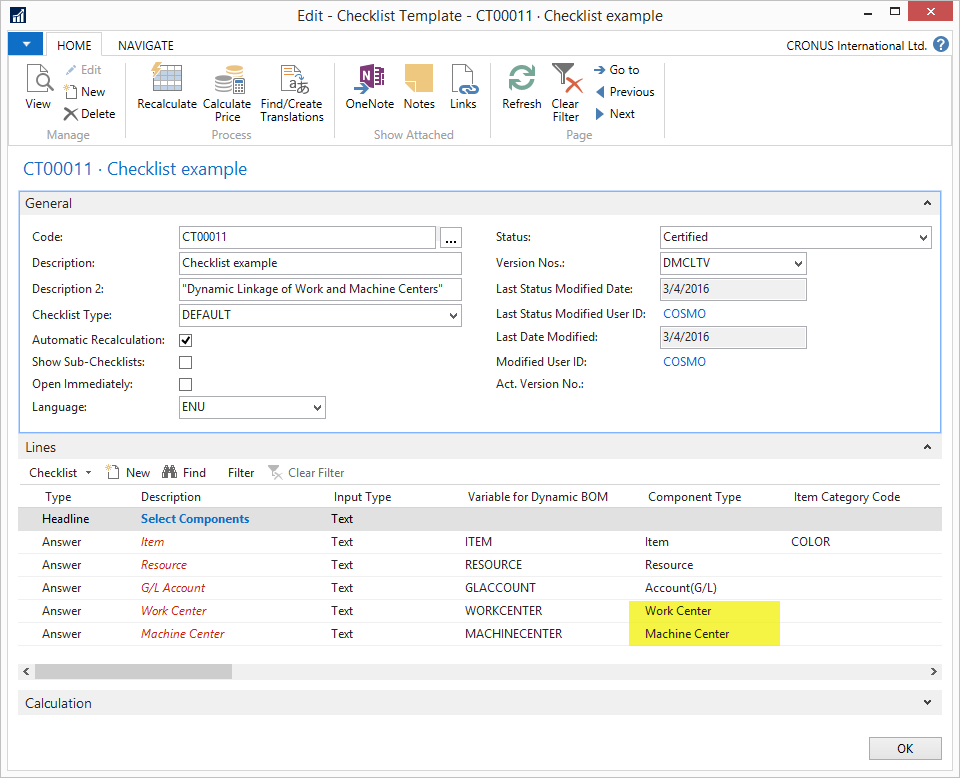 Edit - Checklist Template - CT00011 · Checklist example
HOME NAVIGATE CRONUS International Ltd. ?
View Edit New Delete Recalculate Calculate Price Find/Create Translations OneNote Notes Links Refresh Clear Filter Go to Previous Next
Manage Process Show Attached Page
CT00011 · Checklist example
General
Code: CT00011 ... Status: Certified
Description: Checklist example Version Nos.: DMCLTV
Description 2: "Dynamic Linkage of Work and Machine Centers" Last Status Modified Date: 3/4/2016
Checklist Type: DEFAULT Last Status Modified User ID: COSMO
Automatic Recalculation: Last Date Modified: 3/4/2016
Show Sub-Checklists: Modified User ID: COSMO
Open Immediately: Act. Version No.:
Language: ENU
Lines
Checklist New Find Filter Clear Filter
Type Description Input Type Variable for Dynamic BOM Component Type Item Category Code
Headline Select Components Text
Answer Item Text ITEM Item COLOR
Answer Resource Text RESOURCE Resource
Answer G/L Account Text GLACCOUNT Account(G/L)
Answer Work Center Text WORKCENTER Work Center
Answer Machine Center Text MACHINECENTER Machine Center
Calculation
OK